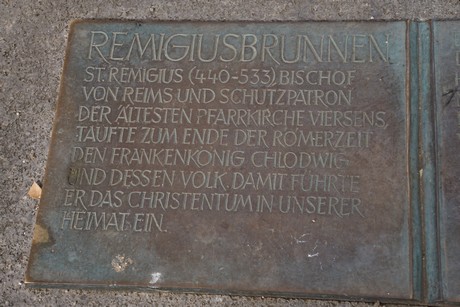 REMIGIUSBRUNNEN
ST. REMIGIUS (440-533) BISCHOF
VON REIMS UND SCHUTZPATRON
DER ÄLTESTEN PFARRKIRCHE VIERSENS,
TAUFTE ZUM ENDE DER RÖMERZEIT
DEN FRANKENKÖNIG CHLODWIG
UND DESSEN VOLK. DAMIT FÜHRTE
ER DAS CHRISTENTUM IN UNSERER
HEIMAT EIN.